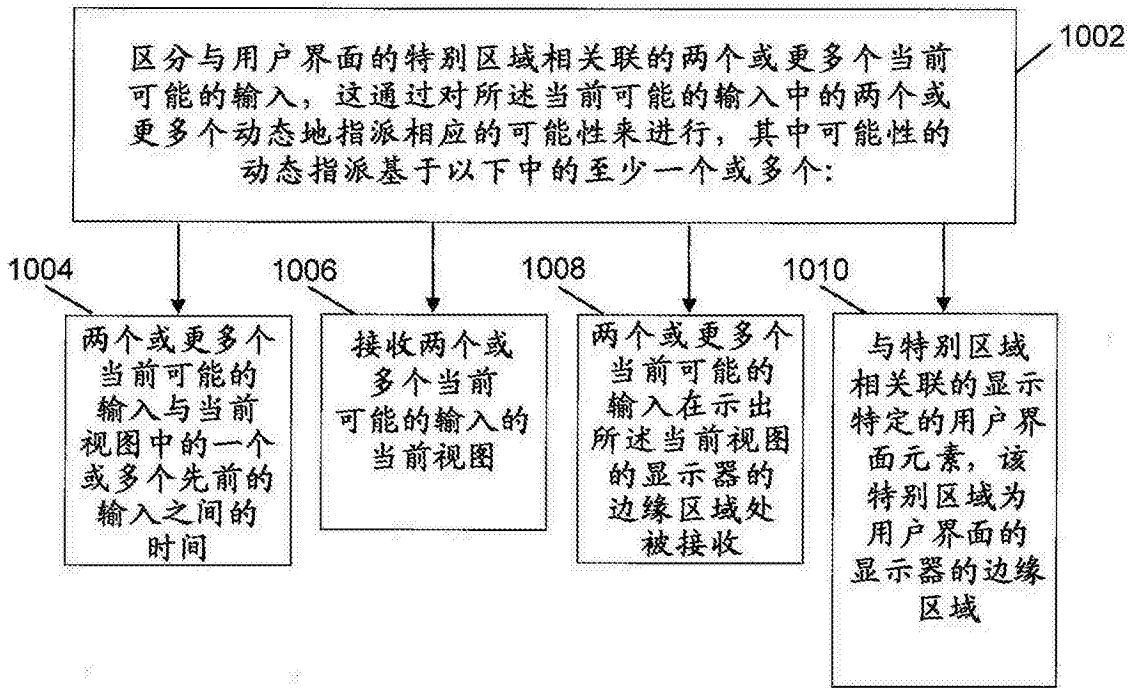 1002
区分与用户界面的特别区域相关联的两个或更多个当前
可能的输入，这通过对所述当前可能的输入中的两个或
更多个动态地指派相应的可能性来进行，其中可能性的
动态指派基于以下中的至少一个或多个：
1004
两个或更多个
当前可能的
输入与当前
视图中的一个
或多个先前的
输入之间的
时间
1006
接收两个或
多个当前
可能的输入的
当前视图
1008
两个或更多个
当前可能的
输入在示出
所述当前视图
的显示器的
边缘区域处
被接收
1010
与特别区域
相关联的显示
特定的用户界
面元素，该
特别区域为
用户界面的
显示器的边缘
区域